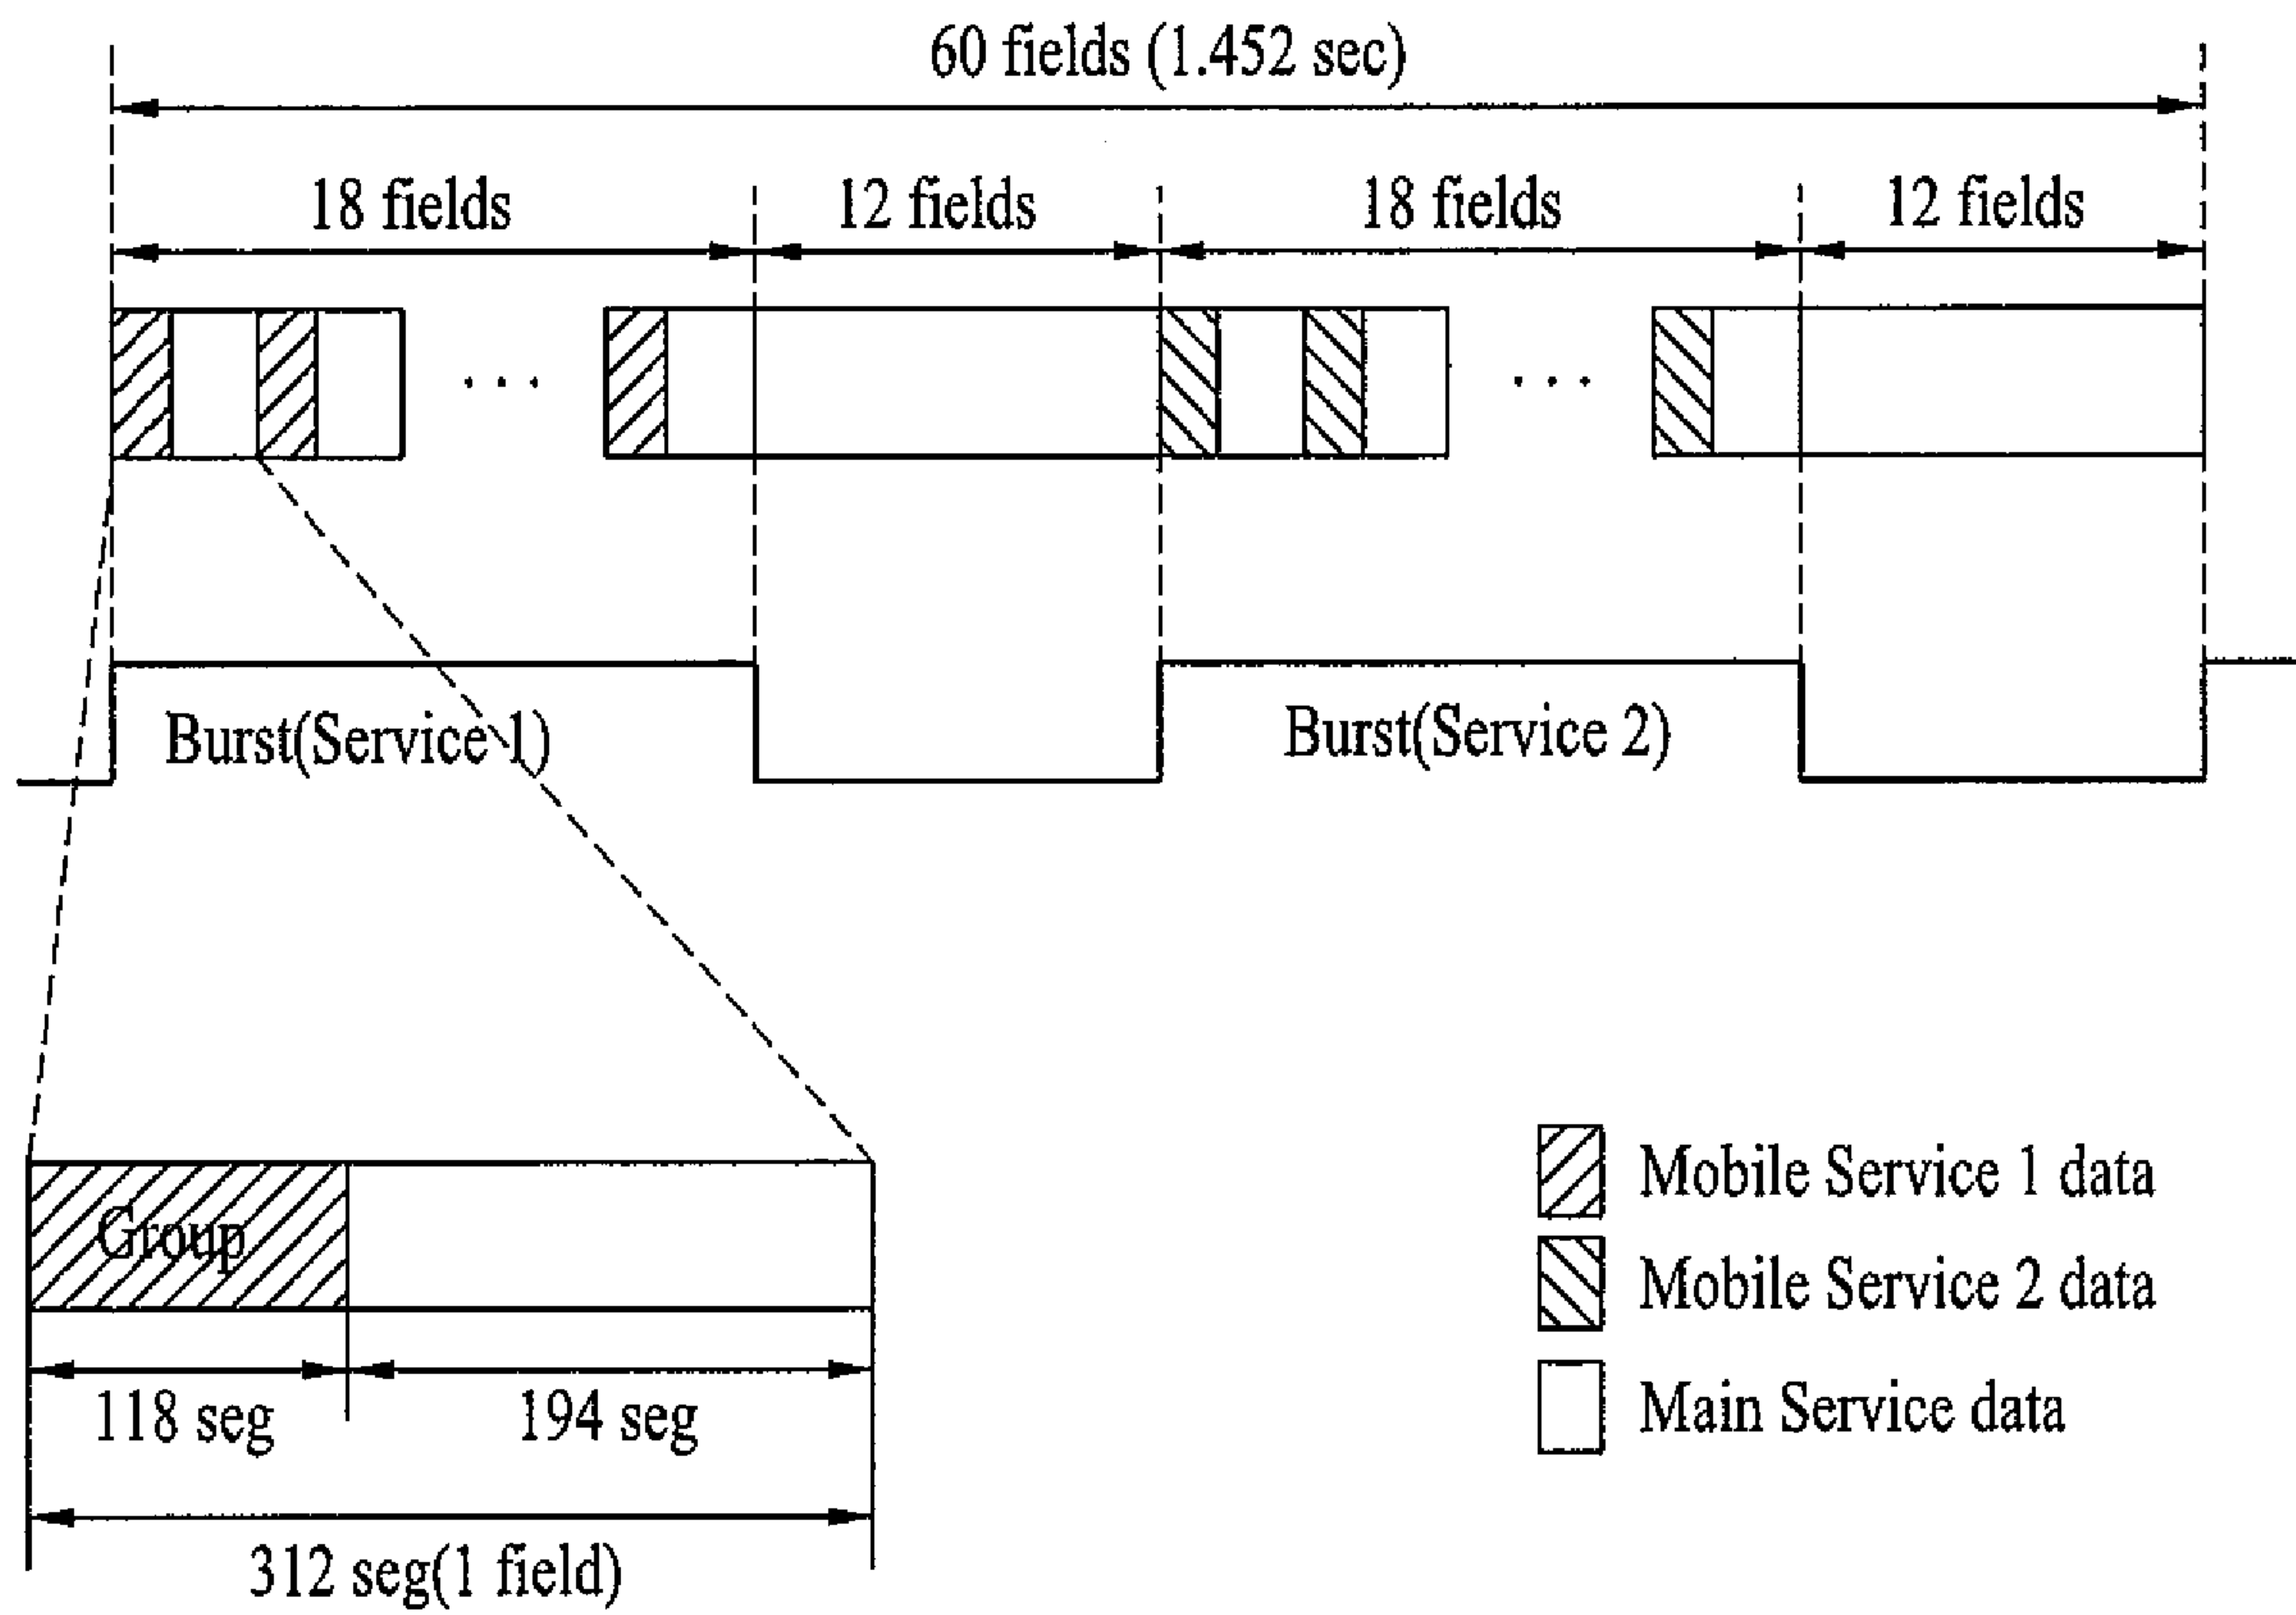 60 fields (1.452 sec)
18 fields
12 fields
18 fields
12 fields
Burst(Service 1)
Burst(Service 2)
Group
118 seg
194 seg
312 seg(1 field)
Mobile Service 1 data
Mobile Service 2 data
Main Service data